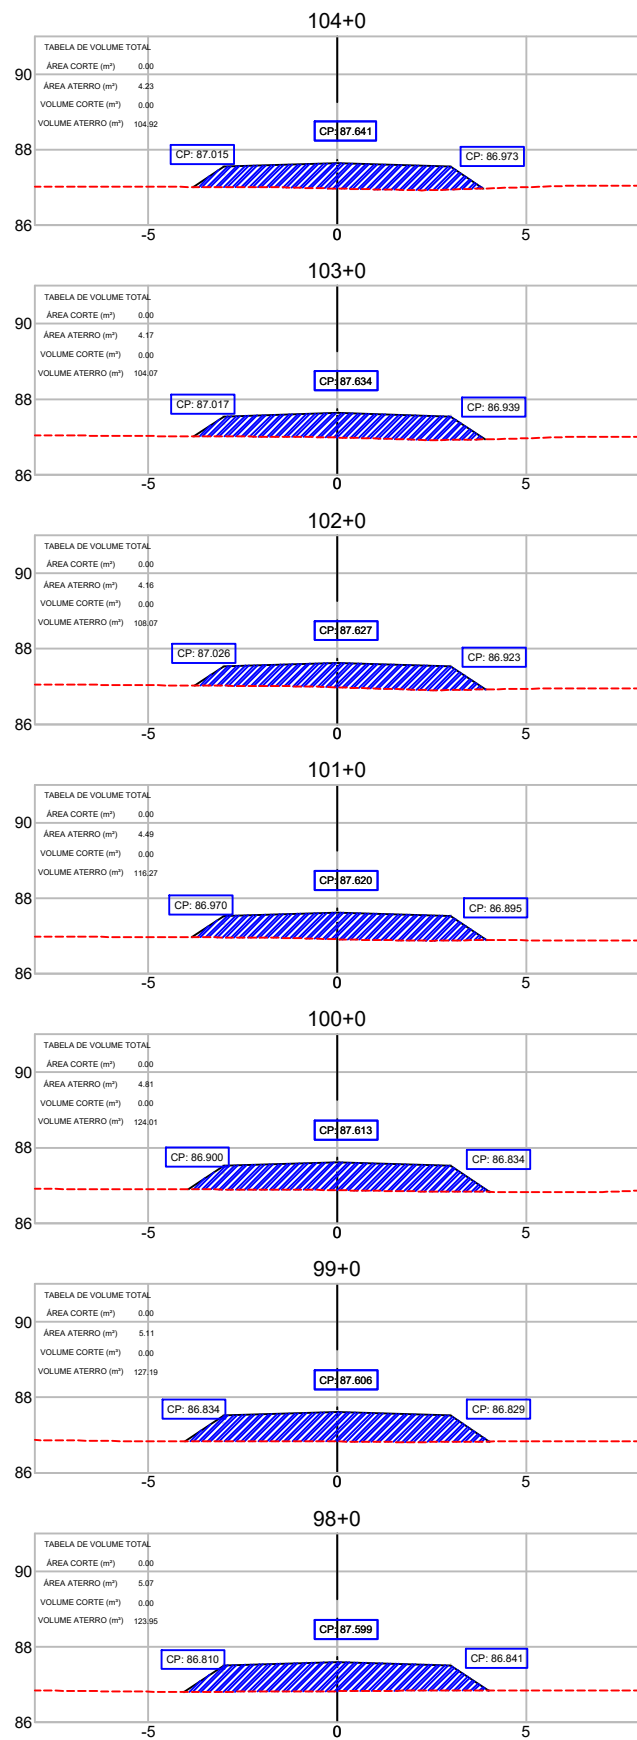 104+0
TABELA DE VOLUME TOTAL
ÁREA CORTE (m²) 0.00
ÁREA ATERRO (m²) 4.23
VOLUME CORTE (m³) 0.00
VOLUME ATERRO (m³) 104.92
90
88
86
CP: 87.015
CP: 87.641
CP: 86.973
-5 0 5
103+0
TABELA DE VOLUME TOTAL
ÁREA CORTE (m²) 0.00
ÁREA ATERRO (m²) 4.17
VOLUME CORTE (m³) 0.00
VOLUME ATERRO (m³) 104.07
90
88
86
CP: 87.017
CP: 87.634
CP: 86.939
-5 0 5
102+0
TABELA DE VOLUME TOTAL
ÁREA CORTE (m²) 0.00
ÁREA ATERRO (m²) 4.16
VOLUME CORTE (m³) 0.00
VOLUME ATERRO (m³) 108.07
90
88
86
CP: 87.026
CP: 87.627
CP: 86.923
-5 0 5
101+0
TABELA DE VOLUME TOTAL
ÁREA CORTE (m²) 0.00
ÁREA ATERRO (m²) 4.49
VOLUME CORTE (m³) 0.00
VOLUME ATERRO (m³) 116.27
90
88
86
CP: 86.970
CP: 87.620
CP: 86.895
-5 0 5
100+0
TABELA DE VOLUME TOTAL
ÁREA CORTE (m²) 0.00
ÁREA ATERRO (m²) 4.81
VOLUME CORTE (m³) 0.00
VOLUME ATERRO (m³) 124.01
90
88
86
CP: 86.900
CP: 87.613
CP: 86.834
-5 0 5
99+0
TABELA DE VOLUME TOTAL
ÁREA CORTE (m²) 0.00
ÁREA ATERRO (m²) 5.11
VOLUME CORTE (m³) 0.00
VOLUME ATERRO (m³) 127.19
90
88
86
CP: 86.834
CP: 87.606
CP: 86.829
-5 0 5
98+0
TABELA DE VOLUME TOTAL
ÁREA CORTE (m²) 0.00
ÁREA ATERRO (m²) 5.07
VOLUME CORTE (m³) 0.00
VOLUME ATERRO (m³) 123.95
90
88
86
CP: 86.810
CP: 87.599
CP: 86.841
-5 0 5